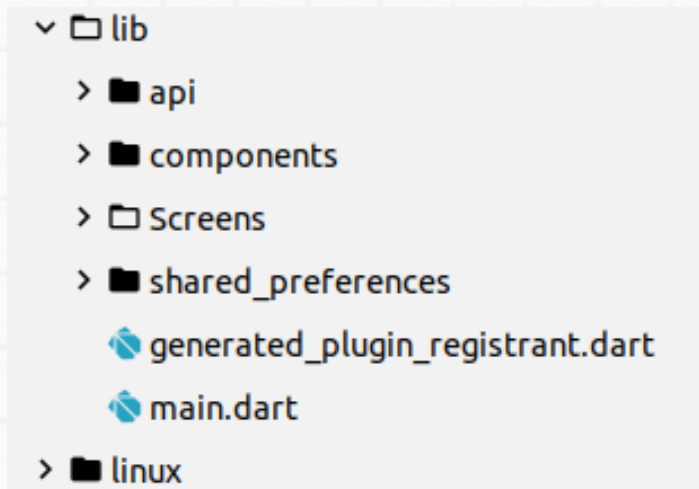 lib
api
components
Screens
shared_preferences
generated_plugin_registrant.dart
main.dart
linux